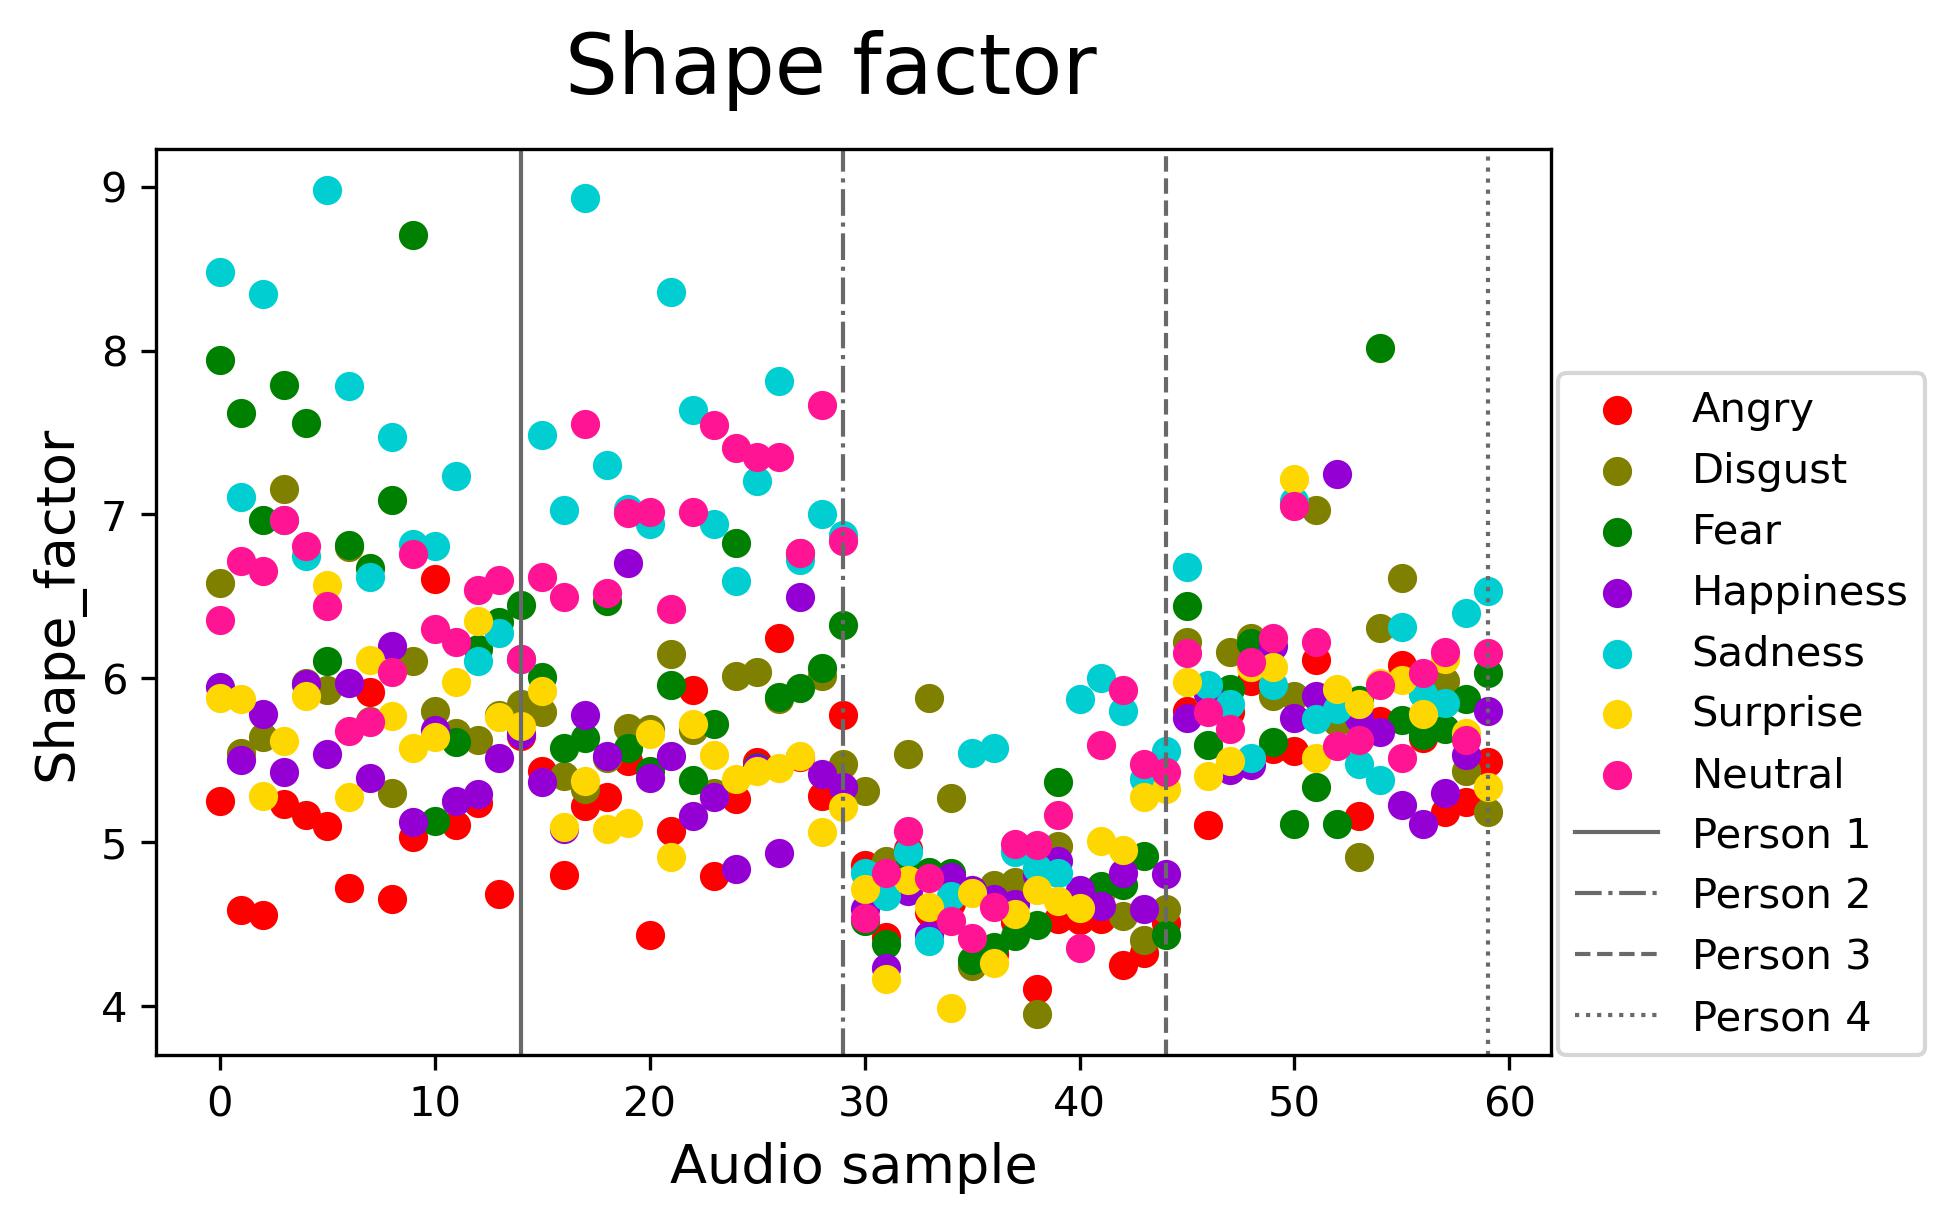 Shape factor
Shape_factor
9
8
7
6
5
4
0 10 20 30 40 50 60
Audio sample
Angry
Disgust
Fear
Happiness
Sadness
Surprise
Neutral
Person 1
Person 2
Person 3
Person 4